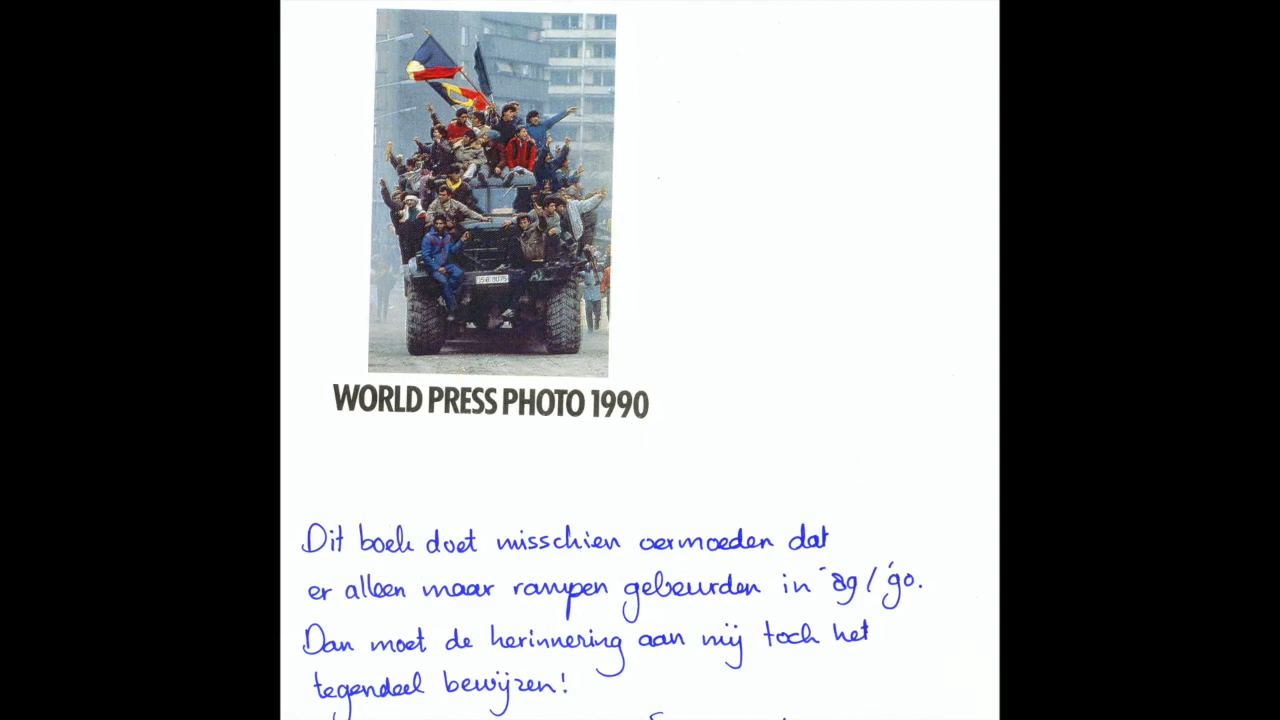 WORLD PRESS PHOTO 1990
Dit boek doet misschien vermoeden dat
er alleen maar rampen gebeurden in '89/'90.
Dan moet de herinnering aan mij toch het
tegendeel bewijzen!